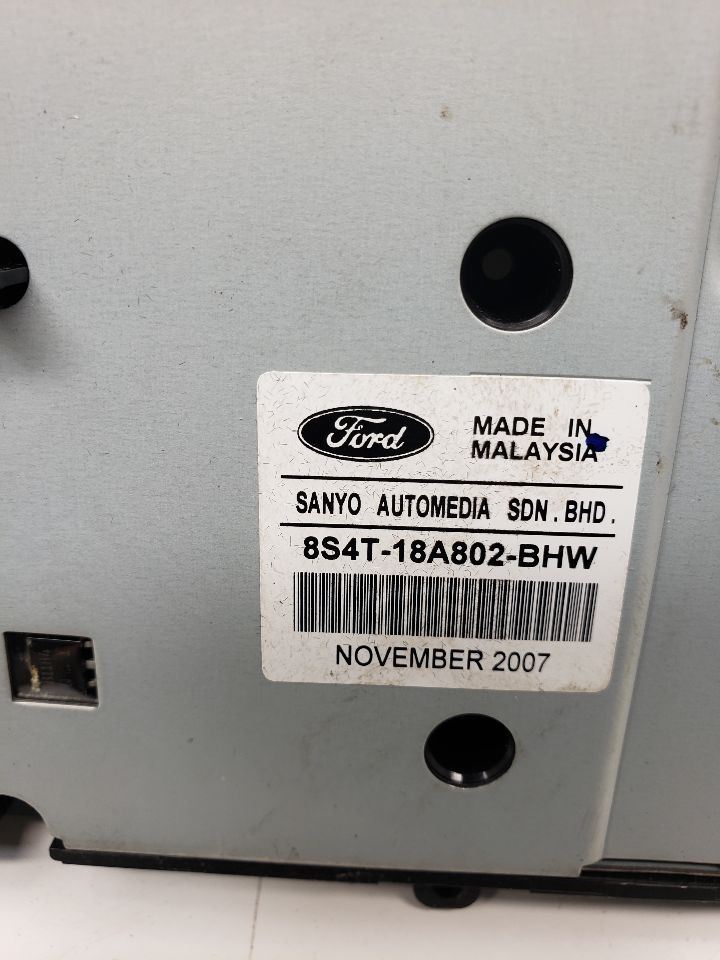 Ford
MADE IN
MALAYSIA
SANYO AUTOMEDIA SDN. BHD.
8S4T-18A802-BHW
NOVEMBER 2007